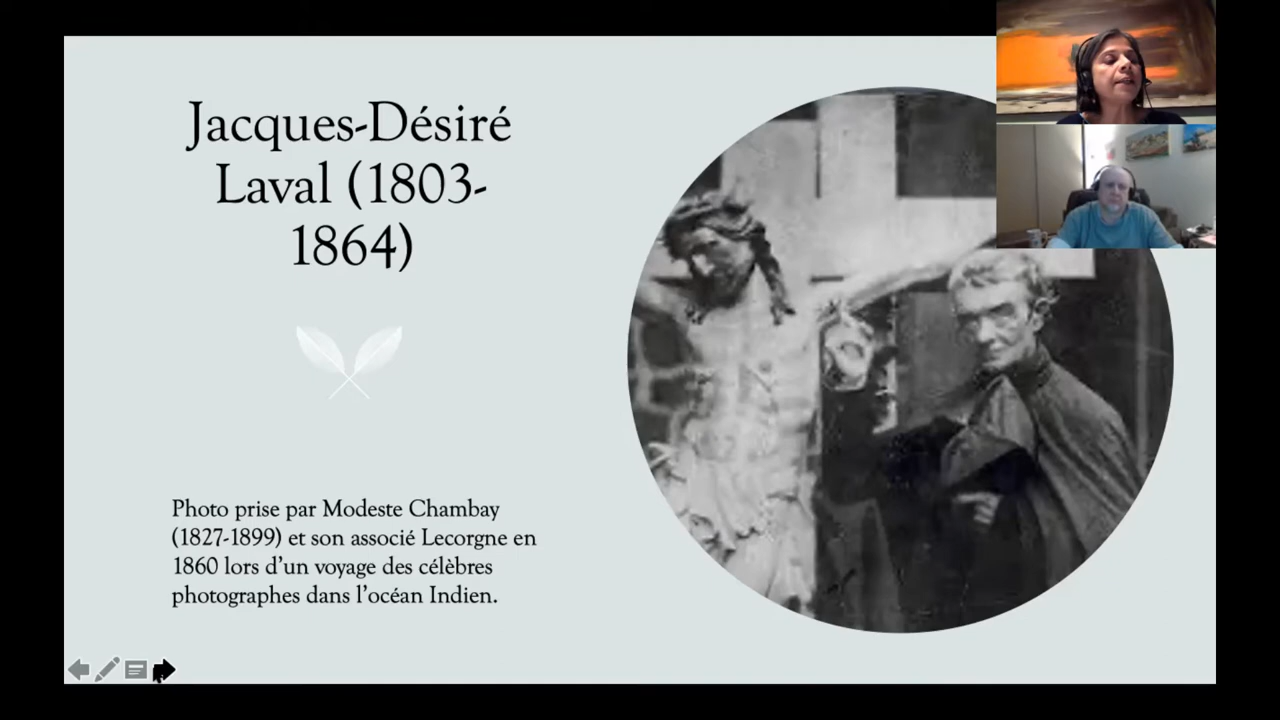 Jacques-Désiré
Laval (1803-
1864)
Photo prise par Modeste Chambay
(1827-1899) et son associé Lecorgne en
1860 lors d'un voyage des célèbres
photographes dans l'océan Indien.